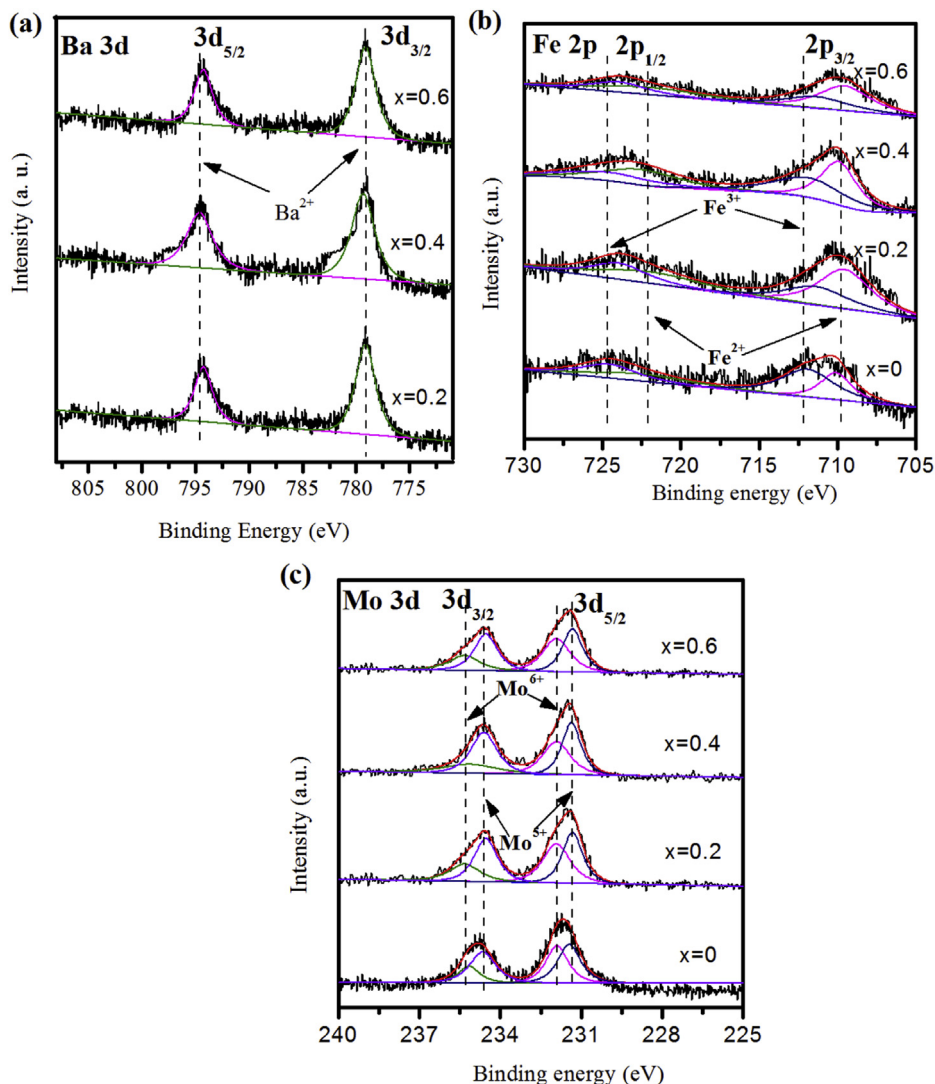 (a)
Ba 3d 3d5/2 3d3/2
x=0.6
Ba2+
x=0.4
x=0.2
Intensity (a. u.)
805 800 795 790 785 780 775
Binding Energy (eV)
(b)
Fe 2p 2p1/2 2p3/2
x=0.6
x=0.4
Fe3+
x=0.2
Fe2+
x=0
Intensity (a.u.)
730 725 720 715 710 705
Binding energy (eV)
(c)
Mo 3d 3d3/2 3d5/2
x=0.6
Mo6+
x=0.4
Mo5+
x=0.2
x=0
Intensity (a.u.)
240 237 234 231 228 225
Binding energy (eV)